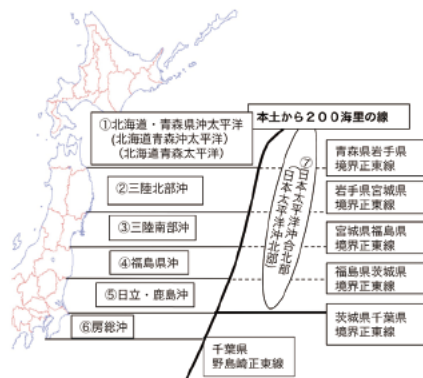 ①北海道・青森県沖太平洋
(北海道青森沖太平洋)
(北海道青森太平洋)
本土から200海里の線
②三陸北部沖
③三陸南部沖
④福島県沖
⑤日立・鹿島沖
⑥房総沖
⑦日本太平洋沖合北部
(日本太平洋沖北部)
青森県岩手県
境界正東線
岩手県宮城県
境界正東線
宮城県福島県
境界正東線
福島県茨城県
境界正東線
茨城県千葉県
境界正東線
千葉県
野島崎正東線